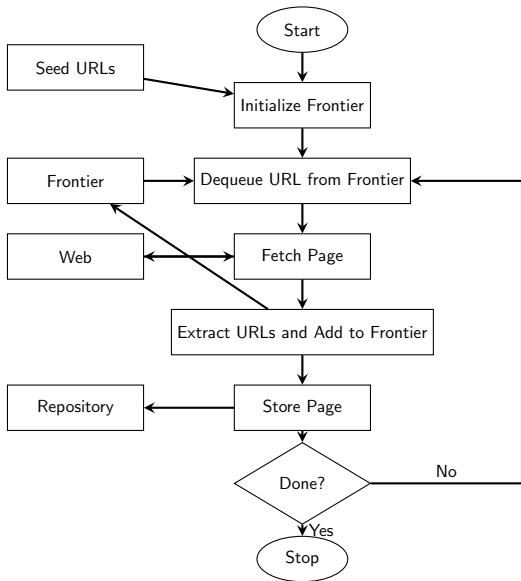 Start
Seed URLs
Initialize Frontier
Frontier
Dequeue URL from Frontier
Web
Fetch Page
Extract URLs and Add to Frontier
Repository
Store Page
Done?
No
Yes
Stop